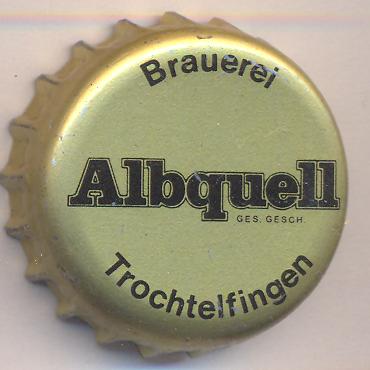 Brauerei
Albquell
GES. GESCH.
Trochtelfingen